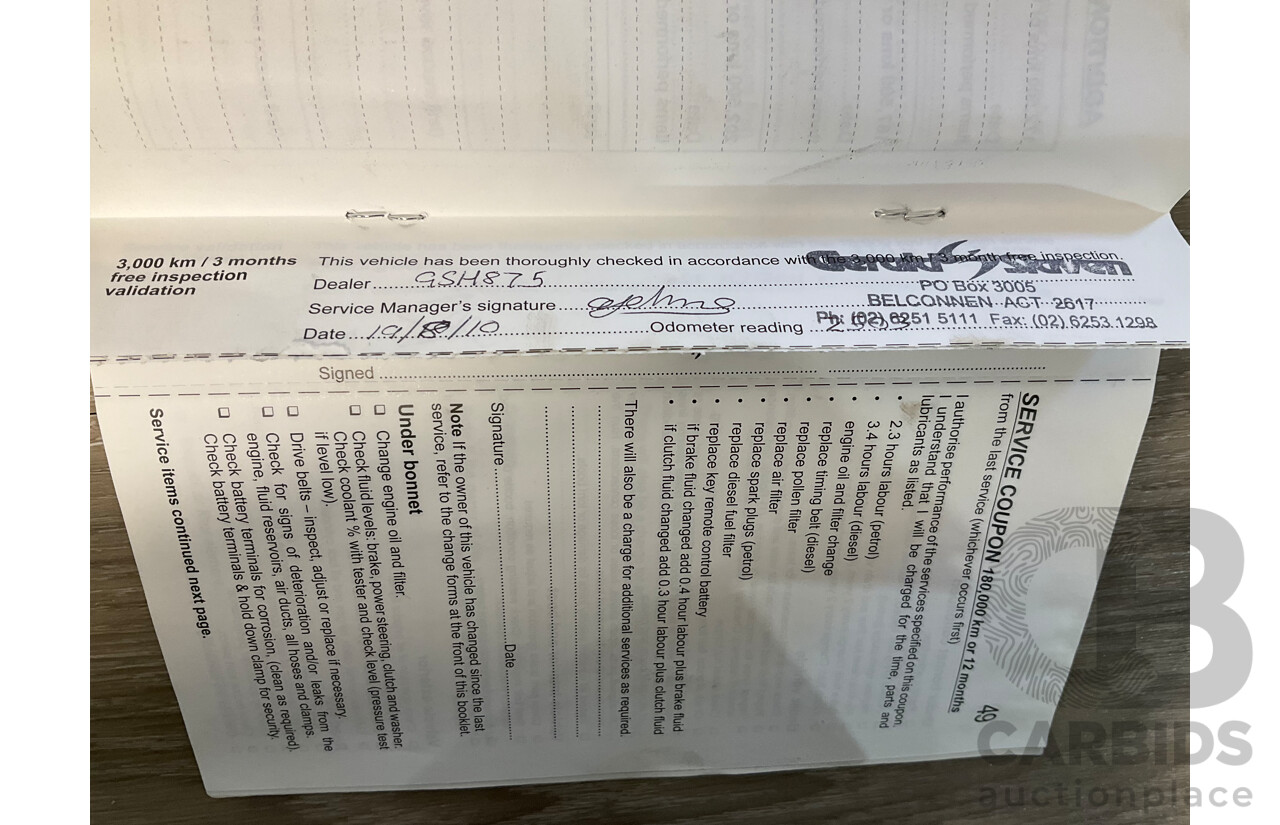 3,000 km / 3 months
free inspection
validation
This vehicle has been thoroughly checked in accordance with the 3,000 km / 3 month free inspection.
Dealer GSH875
PO Box 3005
Service Manager's signature
BELCONNEN ACT 2617
Ph: (02) 6251 5111 Fax: (02) 6253 1298
Date 19/ /10 Odometer reading
Signed
SERVICE COUPON 180,000 km or 12 months
from the last service (whichever occurs first)
49
I authorise performance of the services specified on this coupon.
I understand that I will be charged for the time, parts and
lubricants as listed.
• 2.3 hours labour (petrol)
• 3.4 hours labour (diesel)
• engine oil and filter change
• replace timing belt (diesel)
• replace pollen filter
• replace air filter
• replace spark plugs (petrol)
• replace diesel fuel filter
• replace key remote control battery
• if brake fluid changed add 0.4 hour labour plus brake fluid
• if clutch fluid changed add 0.3 hour labour plus clutch fluid
There will also be a charge for additional services as required.
Signature Date
Note If the owner of this vehicle has changed since the last
service, refer to the change forms at the front of this booklet.
Under bonnet
❑ Change engine oil and filter.
❑ Check fluid levels: brake, power steering, clutch and washer.
❑ Check coolant % with tester and check level (pressure test
if level low).
❑ Drive belts – inspect, adjust or replace if necessary.
❑ Check for signs of deterioration and/or leaks from the
engine, fluid reservoirs, air ducts, all hoses and clamps.
❑ Check battery terminals for corrosion, (clean as required).
❑ Check battery terminals & hold down clamp for security.
Service items continued next page.
CB
CARBIDS
auctionplace